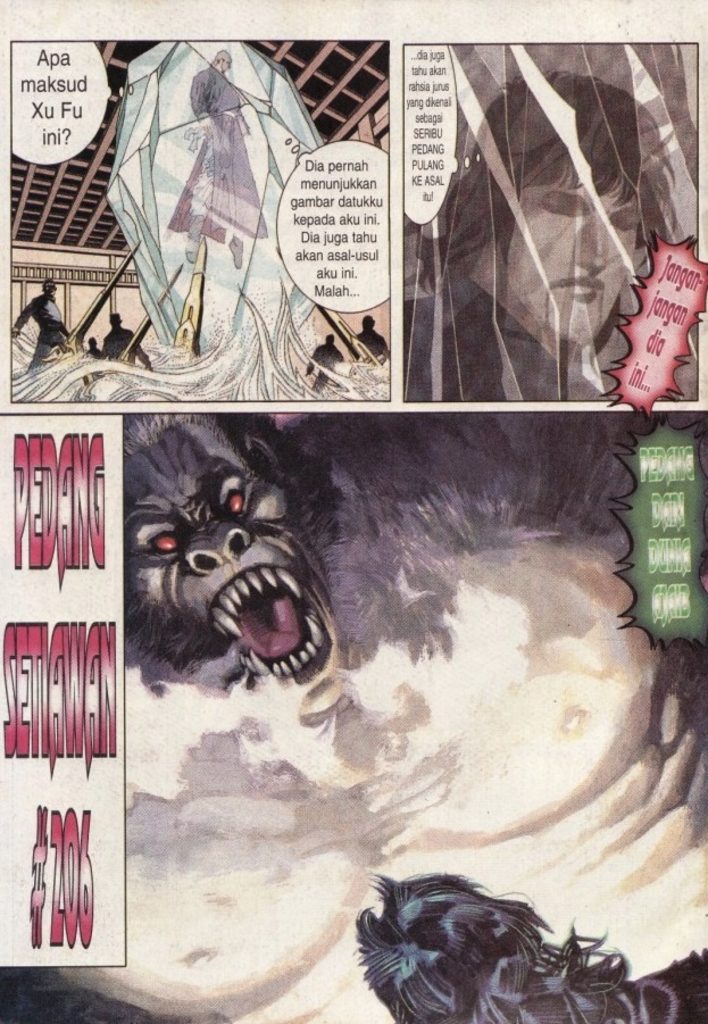 Apa
maksud
Xu Fu
ini?
Dia pernah
menunjukkan
gambar datukku
kepada aku ini.
Dia juga tahu
akan asal-usul
aku ini.
Malah...
...dia juga
tahu akan
rahsia jurus
yang dikenali
sebagai
SERIBU
PEDANG
PULANG
KE ASAL
itu!
Jangan-
jangan
dia
ini...
PEDANG
SETIAWAN
#206
PEDANG
DARI
DUNIA
GAIB